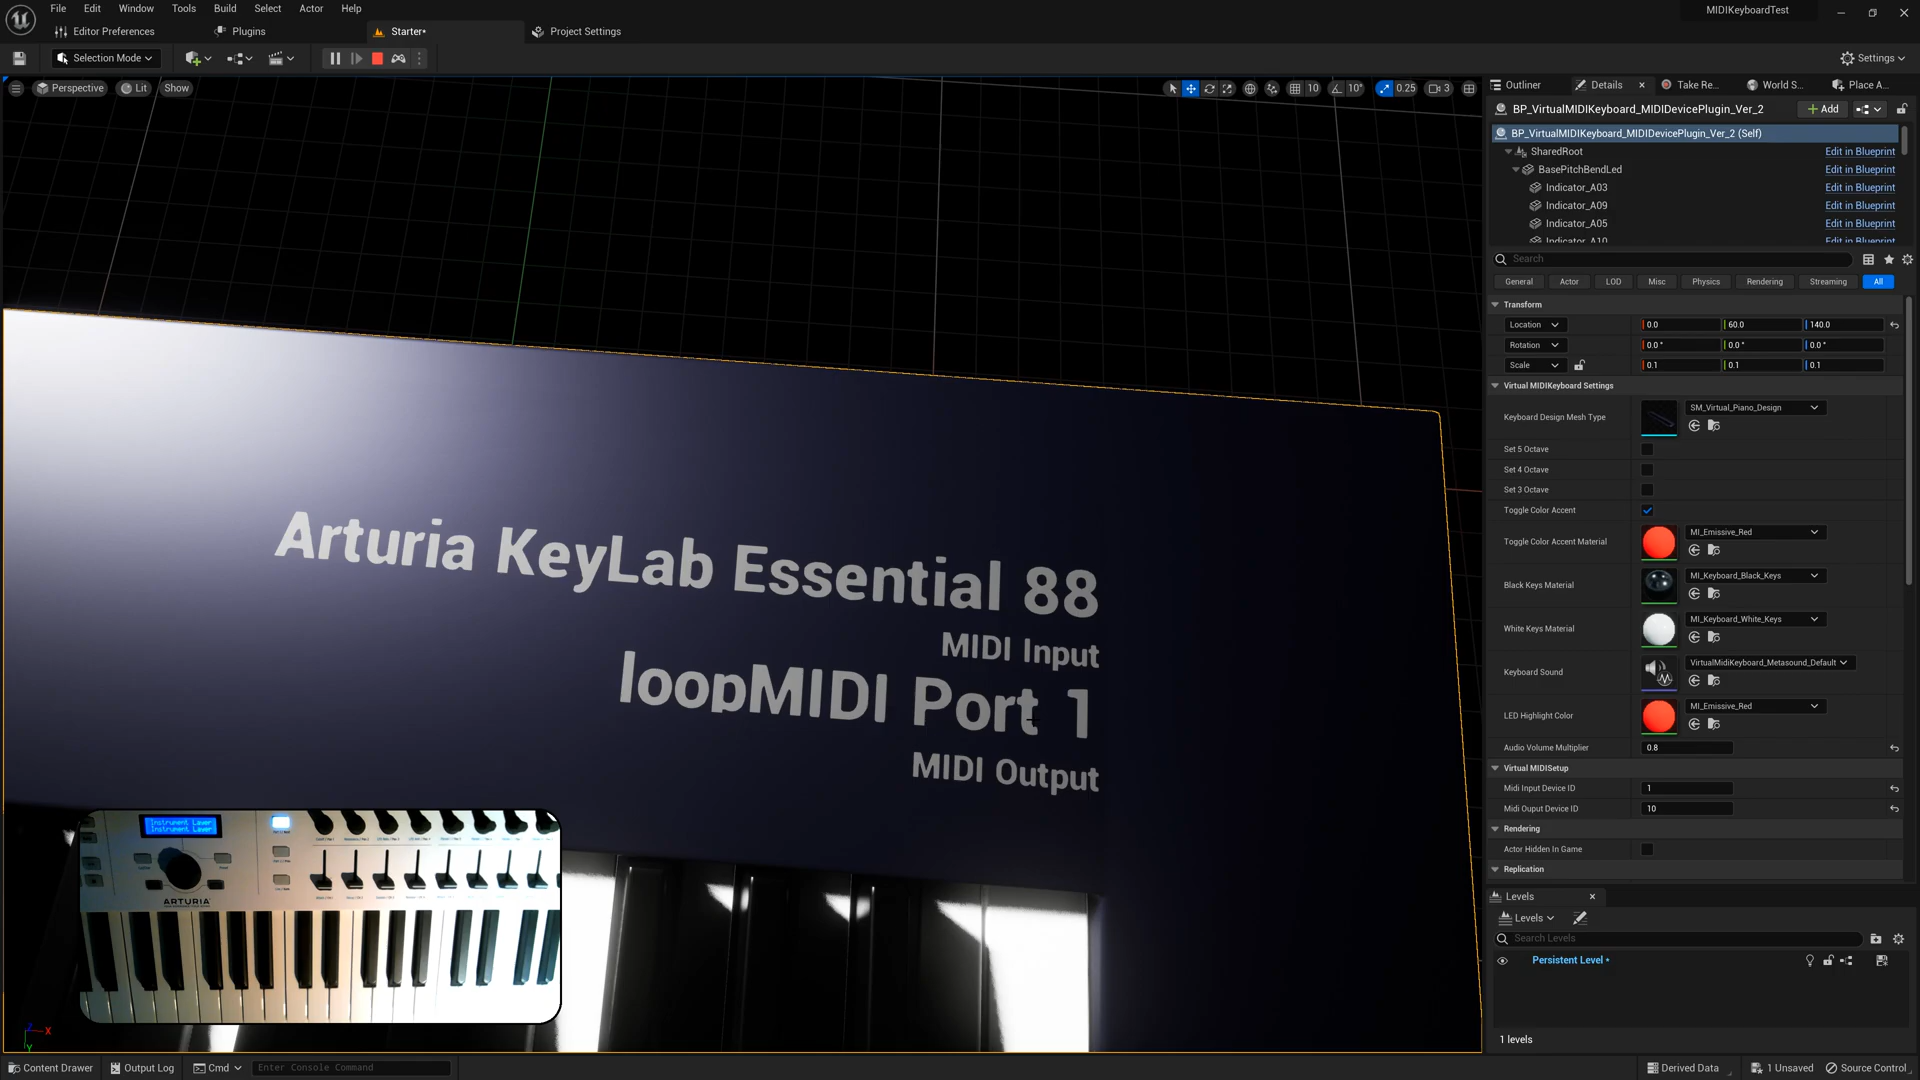 File Edit Window Tools Build Select Actor Help
MIDIKeyboardTest
Editor Preferences
Plugins
Starter*
Project Settings
Selection Mode
Settings
Perspective
Lit
Show
10
10°
0.25
3
Outliner
Details
Take Re...
World S...
Place A...
BP_VirtualMIDIKeyboard_MIDIDevicePlugin_Ver_2
Add
BP_VirtualMIDIKeyboard_MIDIDevicePlugin_Ver_2 (Self)
SharedRoot Edit in Blueprint
BasePitchBendLed Edit in Blueprint
Indicator_A03 Edit in Blueprint
Indicator_A09 Edit in Blueprint
Indicator_A05 Edit in Blueprint
Indicator_A10 Edit in Blueprint
Search
General Actor LOD Misc Physics Rendering Streaming All
Transform
Location 0.0 60.0 140.0
Rotation 0.0 ° 0.0 ° 0.0 °
Scale 0.1 0.1 0.1
Virtual MIDIKeyboard Settings
Keyboard Design Mesh Type SM_Virtual_Piano_Design
Set 5 Octave
Set 4 Octave
Set 3 Octave
Toggle Color Accent
Toggle Color Accent Material MI_Emissive_Red
Black Keys Material MI_Keyboard_Black_Keys
White Keys Material MI_Keyboard_White_Keys
Keyboard Sound VirtualMidiKeyboard_Metasound_Default
LED Highlight Color MI_Emissive_Red
Audio Volume Multiplier 0.8
Virtual MIDISetup
Midi Input Device ID 1
Midi Ouput Device ID 10
Rendering
Actor Hidden In Game
Replication
Levels
Levels
Search Levels
Persistent Level •
1 levels
Arturia KeyLab Essential 88
MIDI Input
loopMIDI Port 1
MIDI Output
Instrument Layer
Instrument Layer
ARTURIA
Z X
Y
Content Drawer
Output Log
Cmd
Enter Console Command
Derived Data
1 Unsaved
Source Control